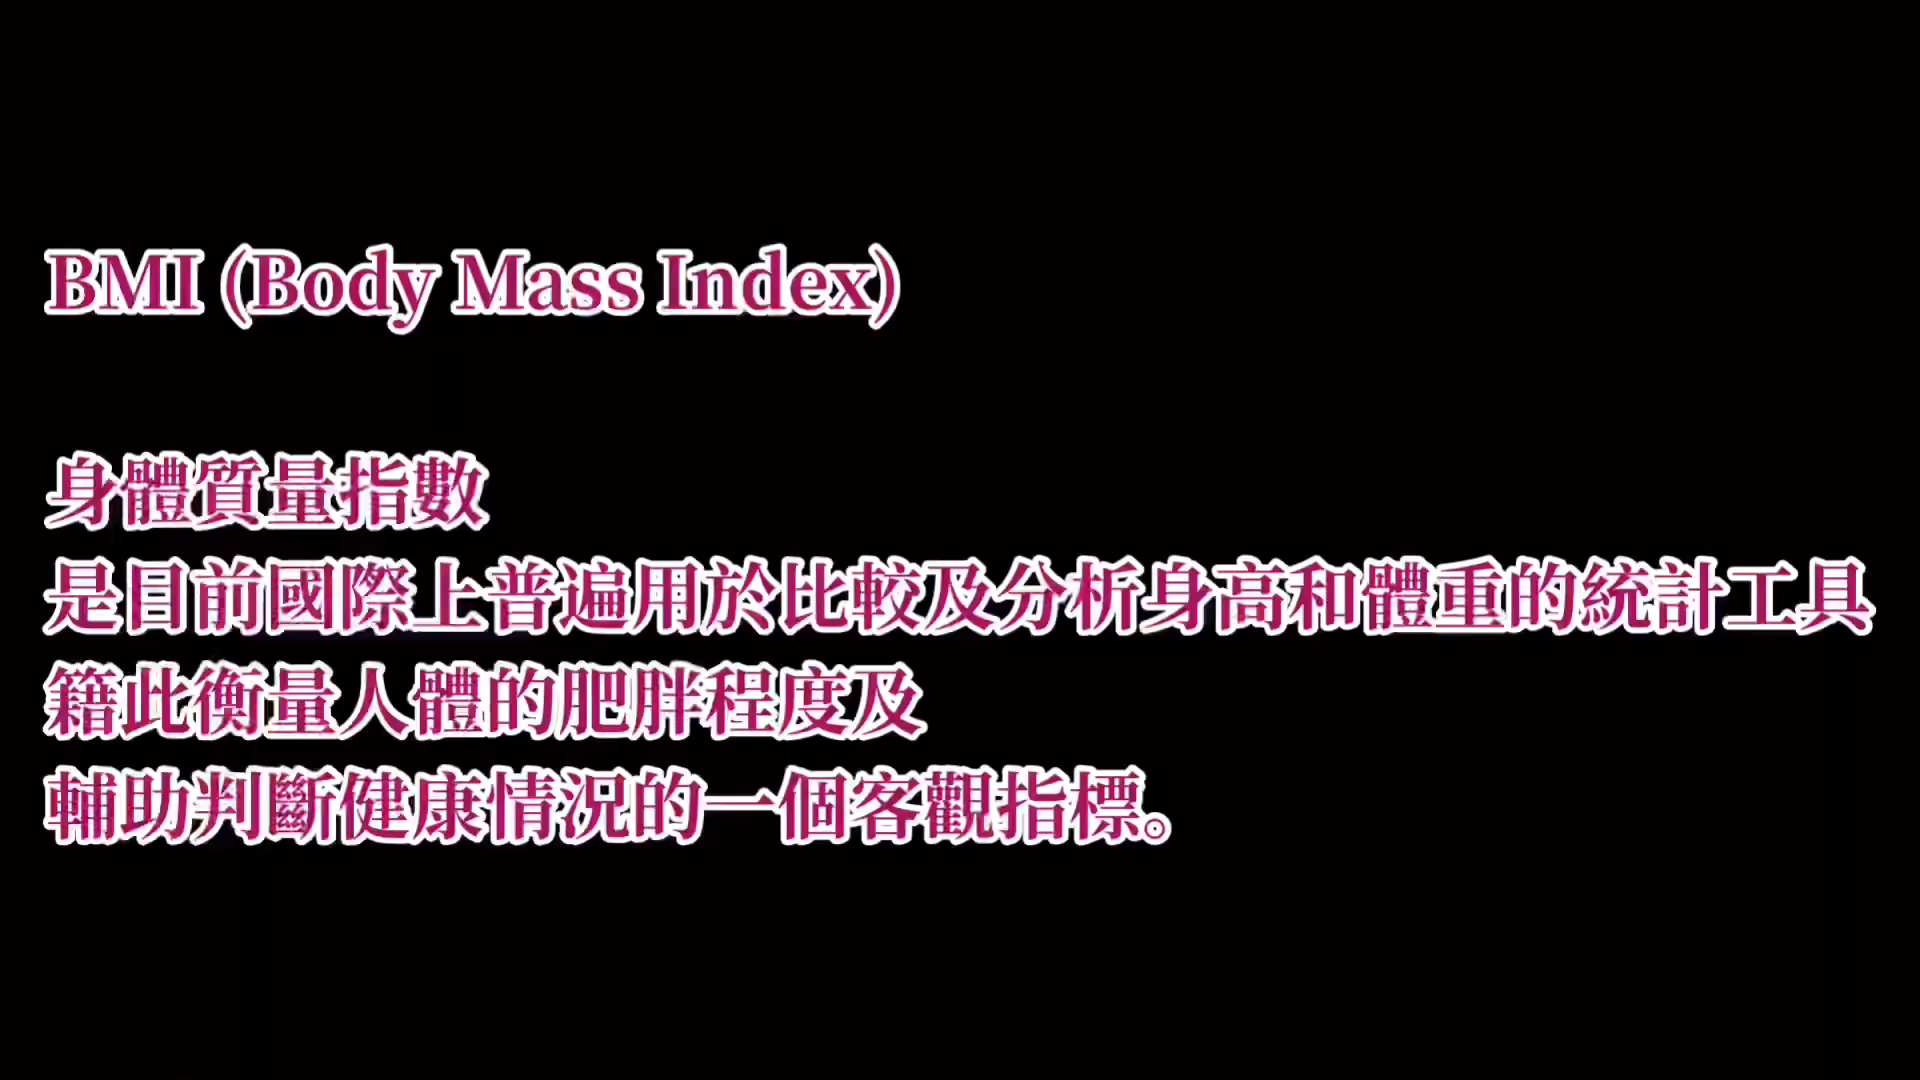 BMI (Body Mass Index)
身體質量指數
是目前國際上普遍用於比較及分析身高和體重的統計工具
籍此衡量人體的肥胖程度及
輔助判斷健康情況的一個客觀指標。